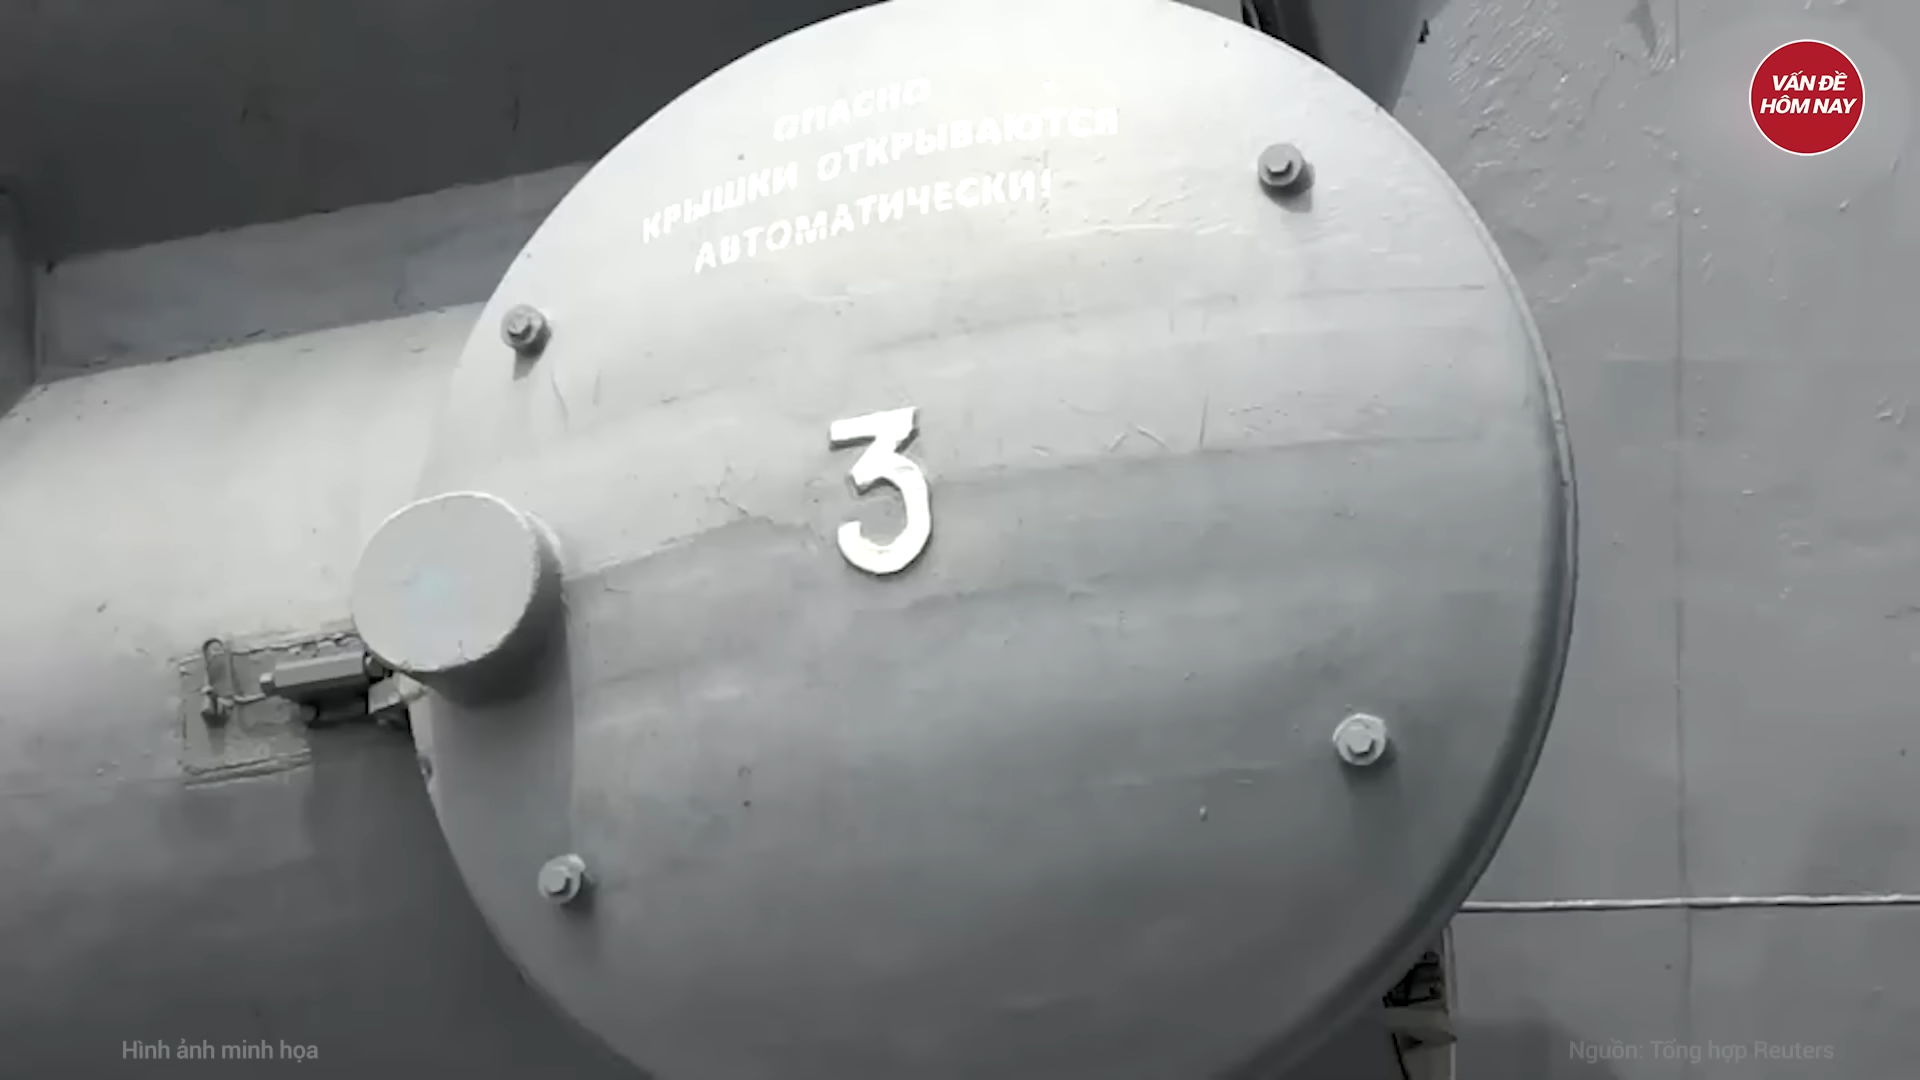 ОПАСНО
КРЫШКИ ОТКРЫВАЮТСЯ
АВТОМАТИЧЕСКИ!
3
VẤN ĐỀ
HÔM NAY
Hình ảnh minh họa
Nguồn: Tổng hợp Reuters